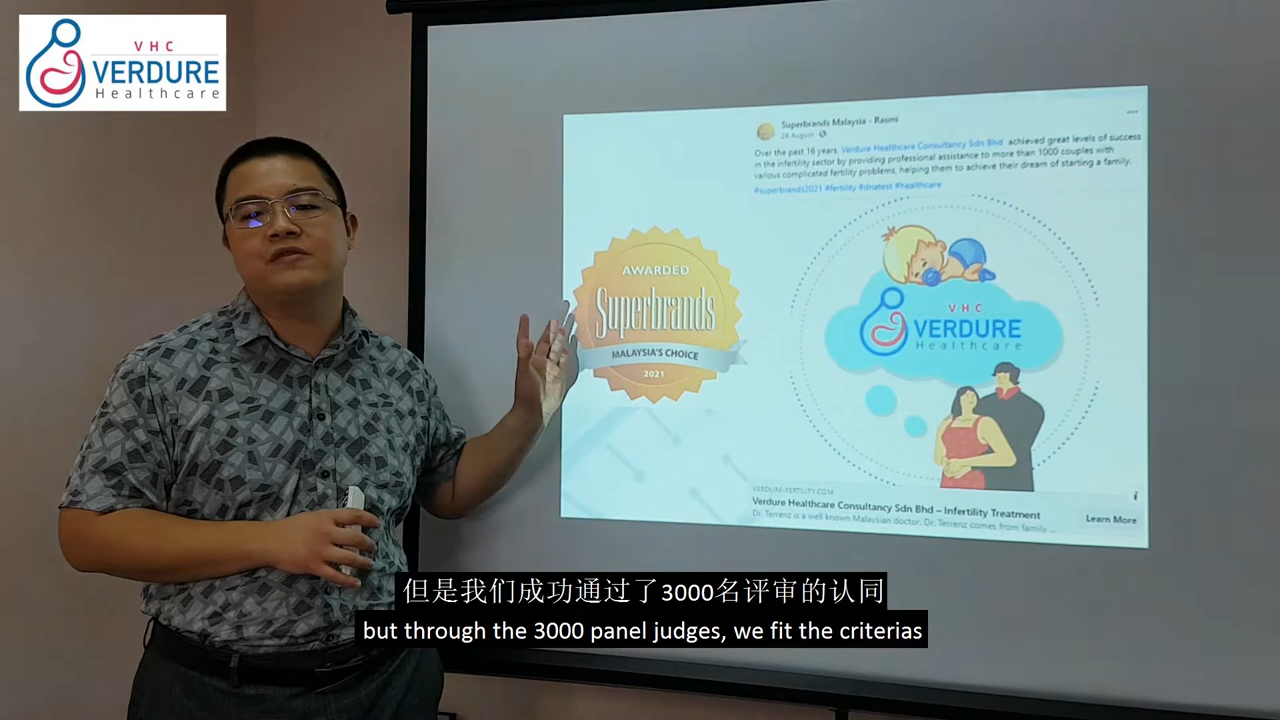 VHC
VERDURE
Healthcare
Superbrands Malaysia - Rasmi
28 August
Over the past 16 years, Verdure Healthcare Consultancy Sdn Bhd achieved great levels of success
in the infertility sector by providing professional assistance to more than 1000 couples with
various complicated fertility problems, helping them to achieve their dream of starting a family.
#superbrands2021 #fertility #dnatest #healthcare
AWARDED
Superbrands
MALAYSIA'S CHOICE
2021
VHC
VERDURE
Healthcare
VERDURE-FERTILITY.COM
Verdure Healthcare Consultancy Sdn Bhd – Infertility Treatment
Dr. Terrenz is a well known Malaysian doctor. Dr. Terrenz comes from family ...
Learn More
但是我们成功通过了3000名评审的认同
but through the 3000 panel judges, we fit the criterias